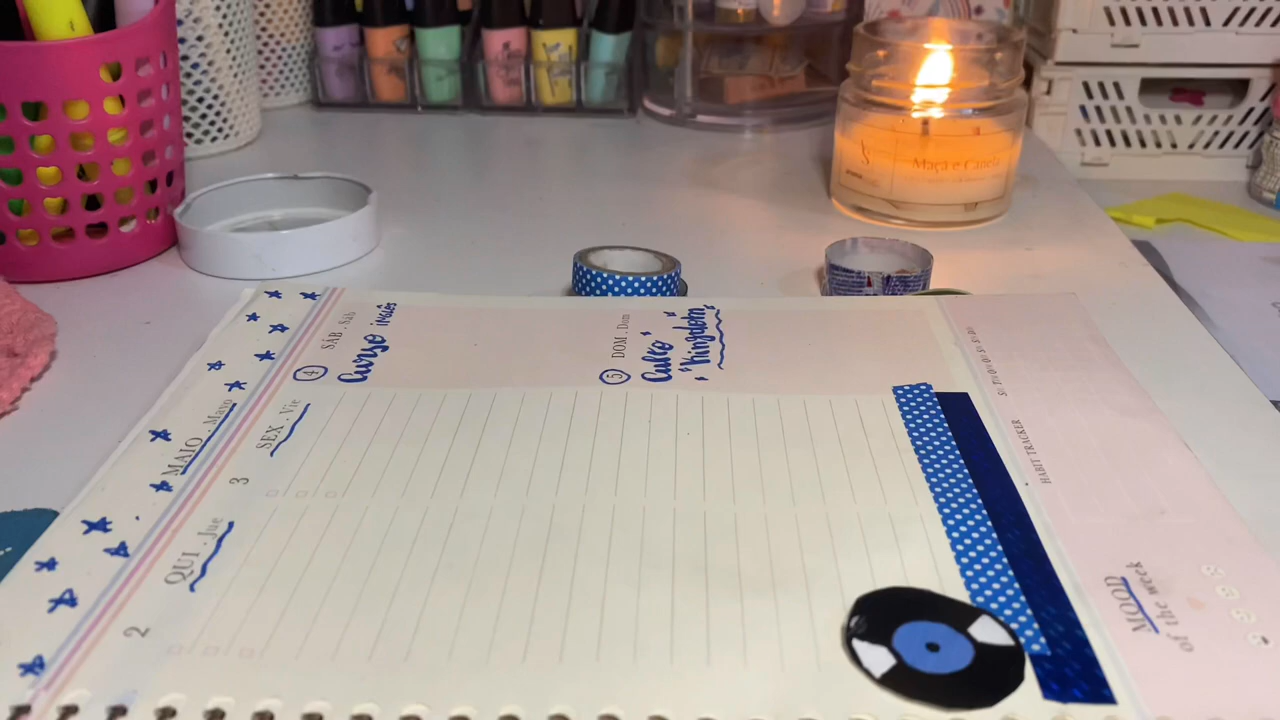 MAIO . Mayo
2
QUI . Jue
3
SEX . Vie
4
SÁB . Sáb
Curso inglês
5
DOM . Dom
Culto
"Kingdom"
HABIT TRACKER
MOOD
of the week
Maçã e Canela